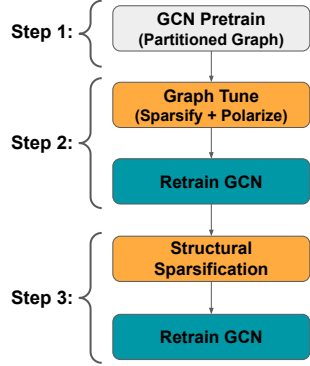 Step 1:
GCN Pretrain
(Partitioned Graph)
Step 2:
Graph Tune
(Sparsify + Polarize)
Retrain GCN
Step 3:
Structural
Sparsification
Retrain GCN